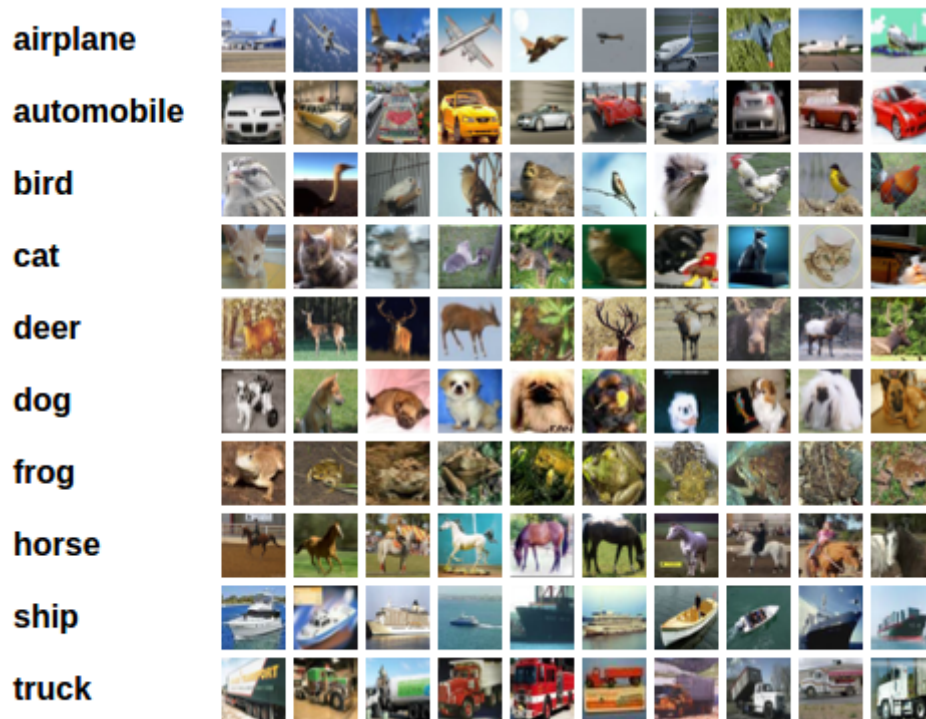 airplane
automobile
bird
cat
deer
dog
frog
horse
ship
truck